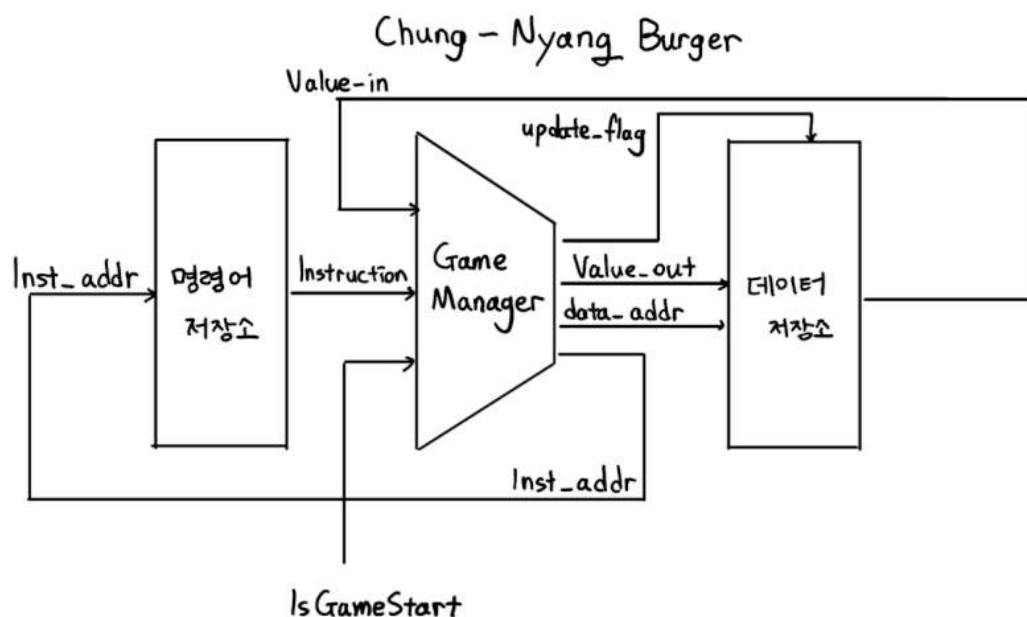 Chung-Nyang Burger
Value-in
update_flag
Inst_addr
명령어
저장소
Instruction
Game
Manager
Value_out
data_addr
데이터
저장소
Inst_addr
IsGameStart